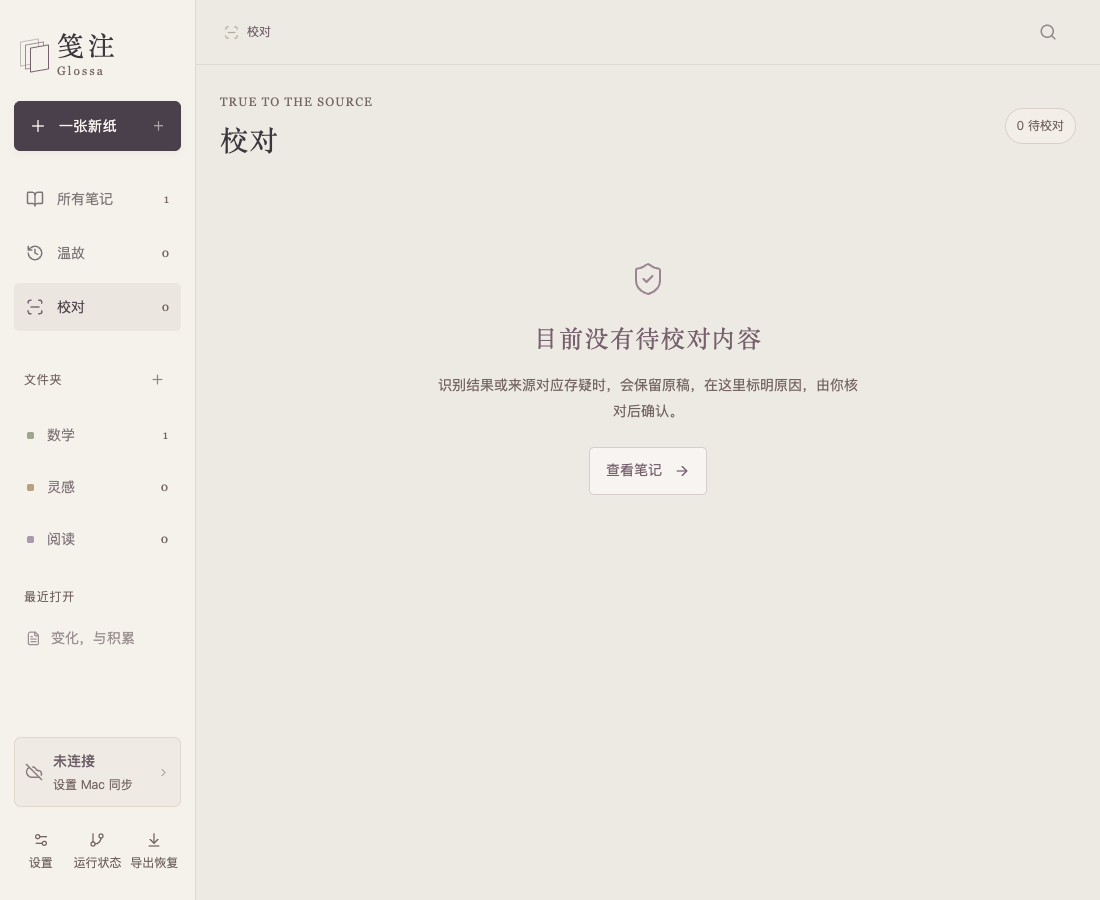 笺注
Glossa
一张新纸
所有笔记 1
温故 0
校对 0
文件夹
数学 1
灵感 0
阅读 0
最近打开
变化，与积累
未连接
设置 Mac 同步
设置
运行状态
导出恢复
校对
TRUE TO THE SOURCE
校对
0 待校对
目前没有待校对内容
识别结果或来源对应存疑时，会保留原稿，在这里标明原因，由你核
对后确认。
查看笔记